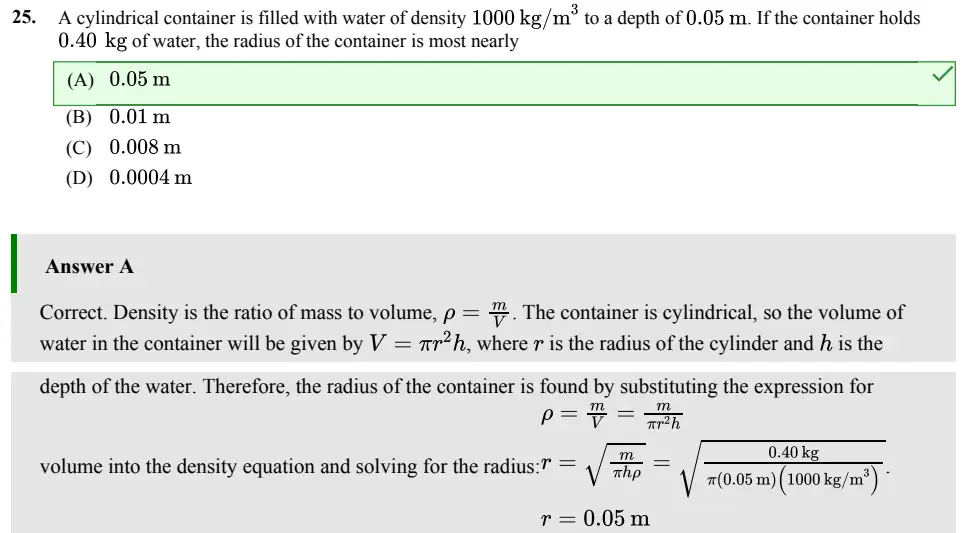 25. A cylindrical container is filled with water of density 1000 kg/m³ to a depth of 0.05 m. If the container holds
0.40 kg of water, the radius of the container is most nearly
(A) 0.05 m
(B) 0.01 m
(C) 0.008 m
(D) 0.0004 m
Answer A
Correct. Density is the ratio of mass to volume, ρ = m/V. The container is cylindrical, so the volume of
water in the container will be given by V = πr²h, where r is the radius of the cylinder and h is the
depth of the water. Therefore, the radius of the container is found by substituting the expression for
ρ = m/V = m/(πr²h)
volume into the density equation and solving for the radius: r = √(m/(πhρ)) = √(0.40 kg/(π(0.05 m)(1000 kg/m³))).
r = 0.05 m